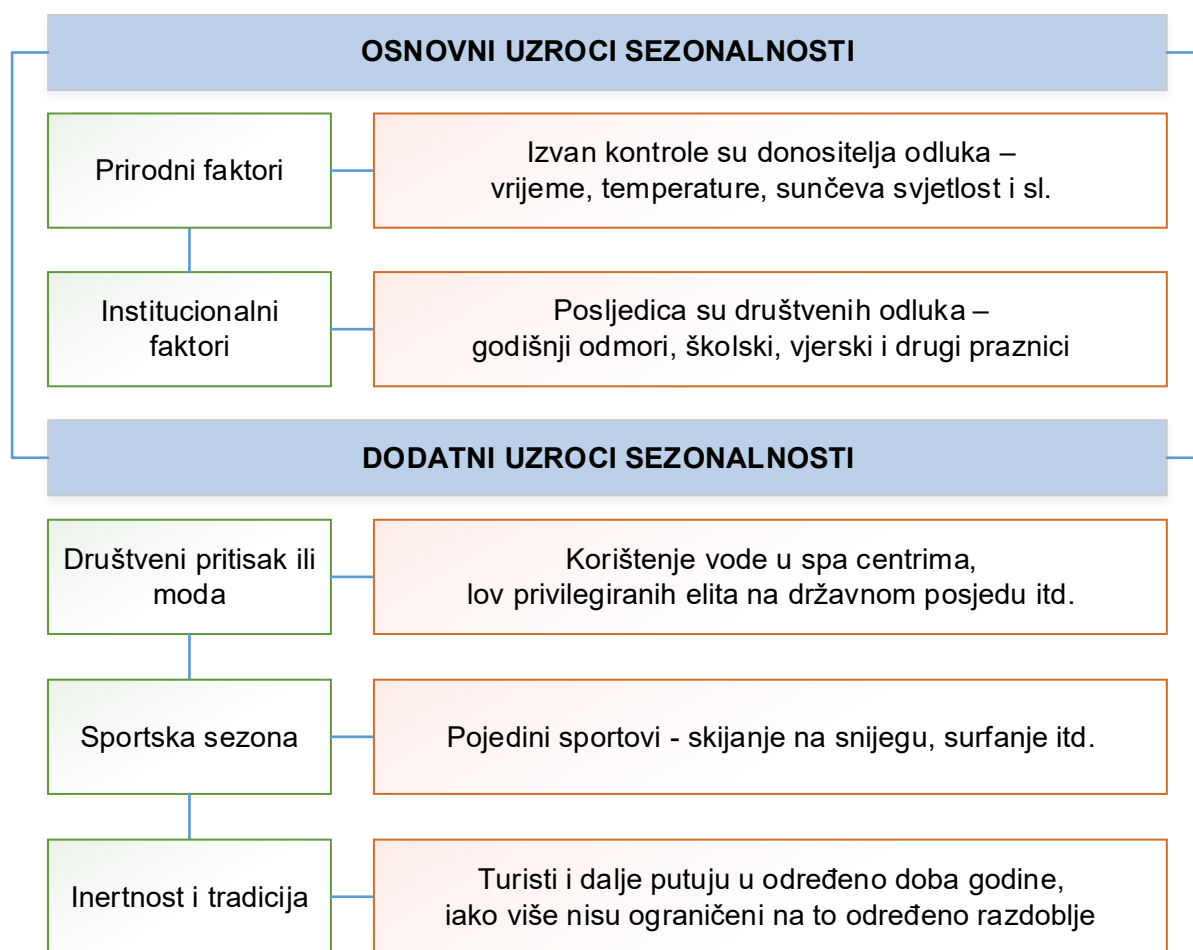 OSNOVNI UZROCI SEZONALNOSTI
Prirodni faktori
Izvan kontrole su donositelja odluka –
vrijeme, temperature, sunčeva svjetlost i sl.
Institucionalni
faktori
Posljedica su društvenih odluka –
godišnji odmori, školski, vjerski i drugi praznici
DODATNI UZROCI SEZONALNOSTI
Društveni pritisak ili
moda
Korištenje vode u spa centrima,
lov privilegiranih elita na državnom posjedu itd.
Sportska sezona
Pojedini sportovi - skijanje na snijegu, surfanje itd.
Inertnost i tradicija
Turisti i dalje putuju u određeno doba godine,
iako više nisu ograničeni na to određeno razdoblje